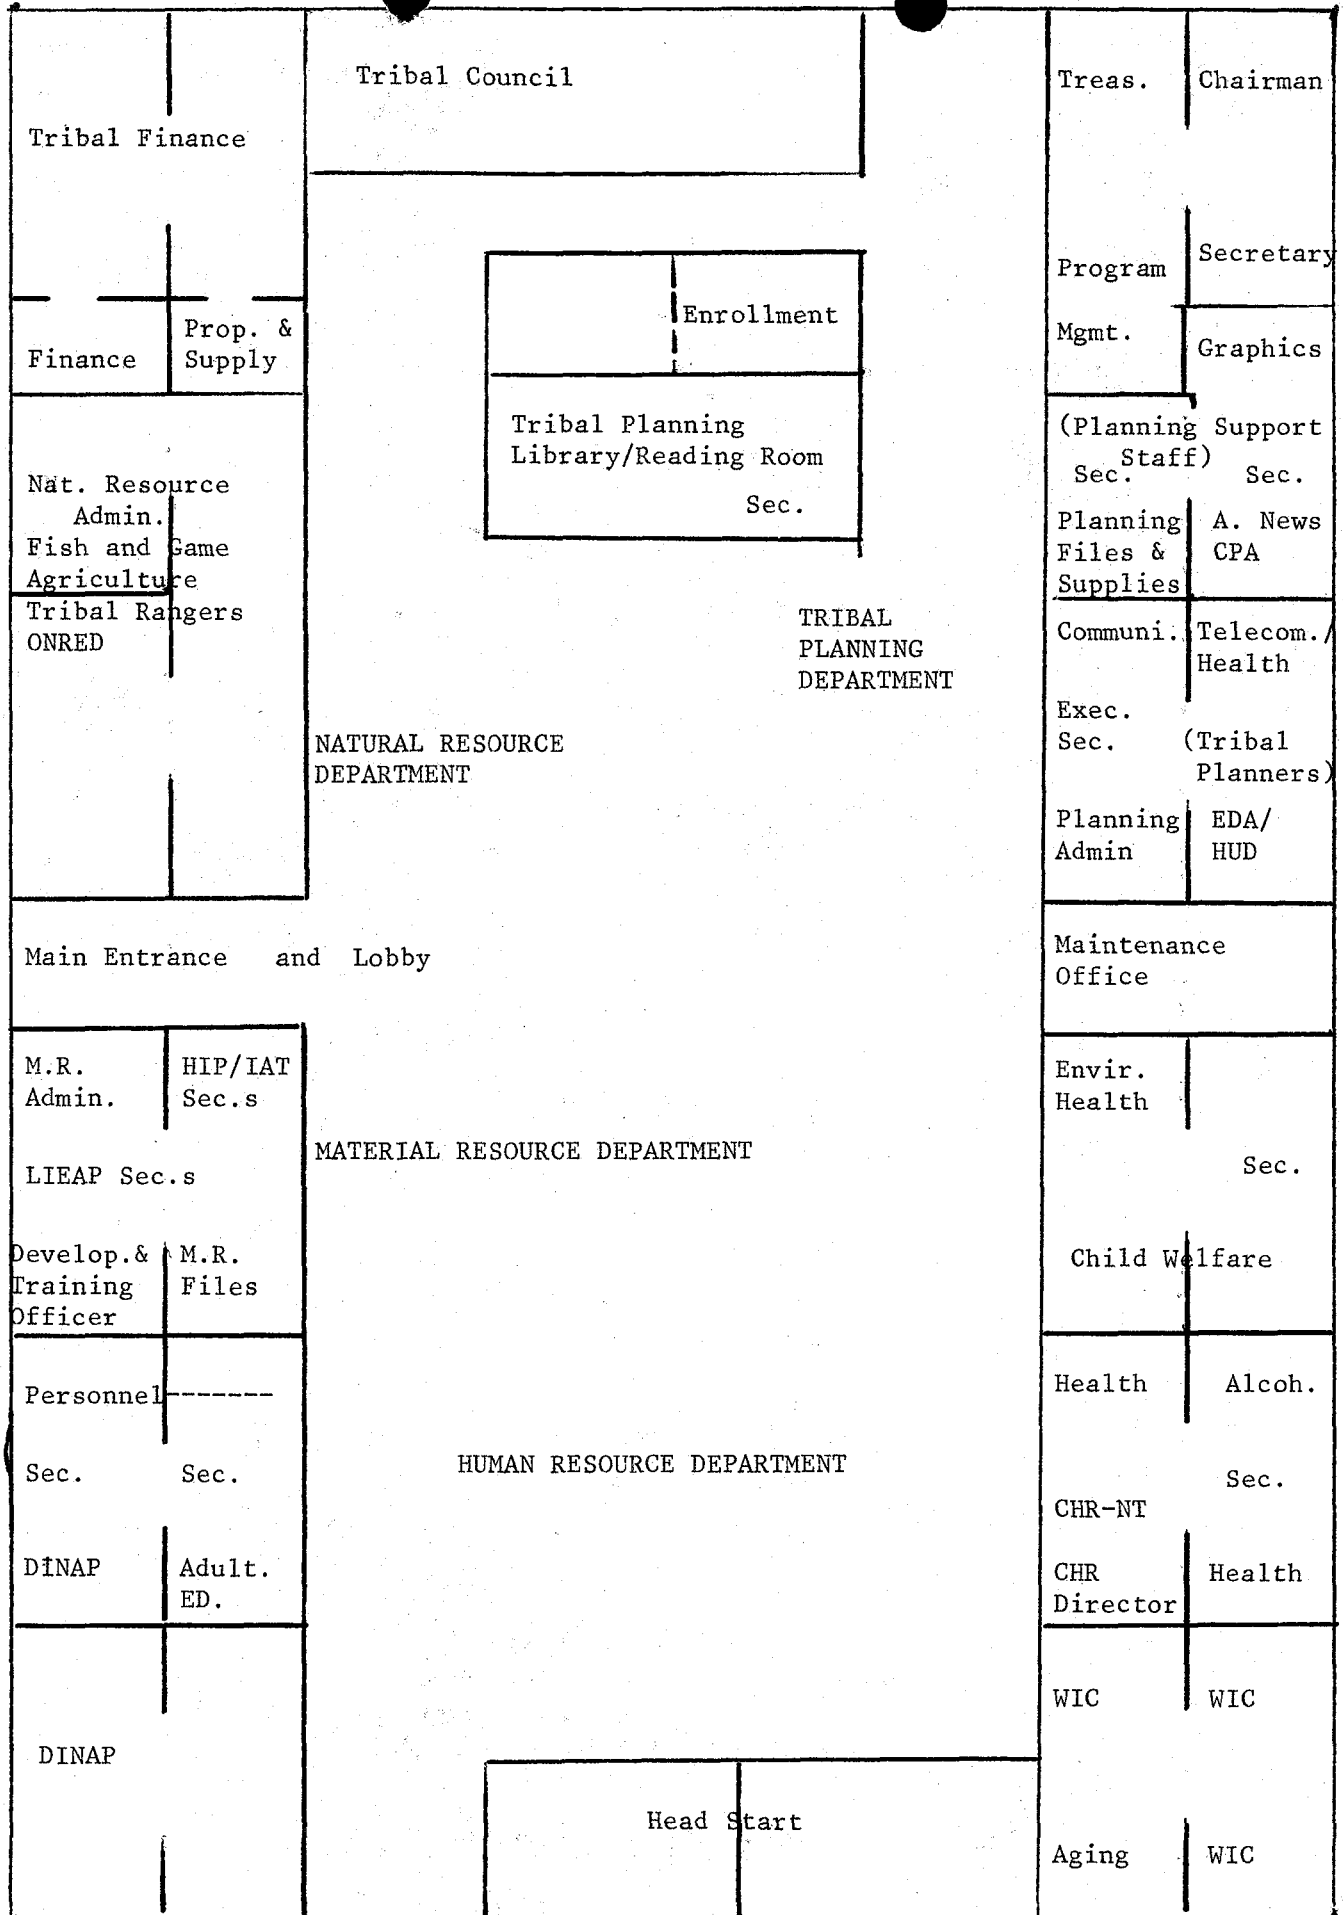 Tribal Finance
Finance
Prop. &
Supply
Nat. Resource
Admin.
Fish and Game
Agriculture
Tribal Rangers
ONRED
Main Entrance and Lobby
M.R.
Admin.
HIP/IAT
Sec.s
LIEAP Sec.s
Develop.&
Training
Officer
M.R.
Files
Personnel-------
Sec.
Sec.
DINAP
Adult.
ED.
DINAP
Tribal Council
Enrollment
Tribal Planning
Library/Reading Room
Sec.
TRIBAL
PLANNING
DEPARTMENT
NATURAL RESOURCE
DEPARTMENT
MATERIAL RESOURCE DEPARTMENT
HUMAN RESOURCE DEPARTMENT
Head Start
Treas.
Chairman
Program
Mgmt.
Secretary
Graphics
(Planning Support
Staff)
Sec.
Sec.
Planning
Files &
Supplies
A. News
CPA
Communi.
Telecom./
Health
Exec.
Sec.
(Tribal
Planners)
Planning
Admin
EDA/
HUD
Maintenance
Office
Envir.
Health
Sec.
Child Welfare
Health
Alcoh.
Sec.
CHR-NT
CHR
Director
Health
WIC
WIC
Aging
WIC